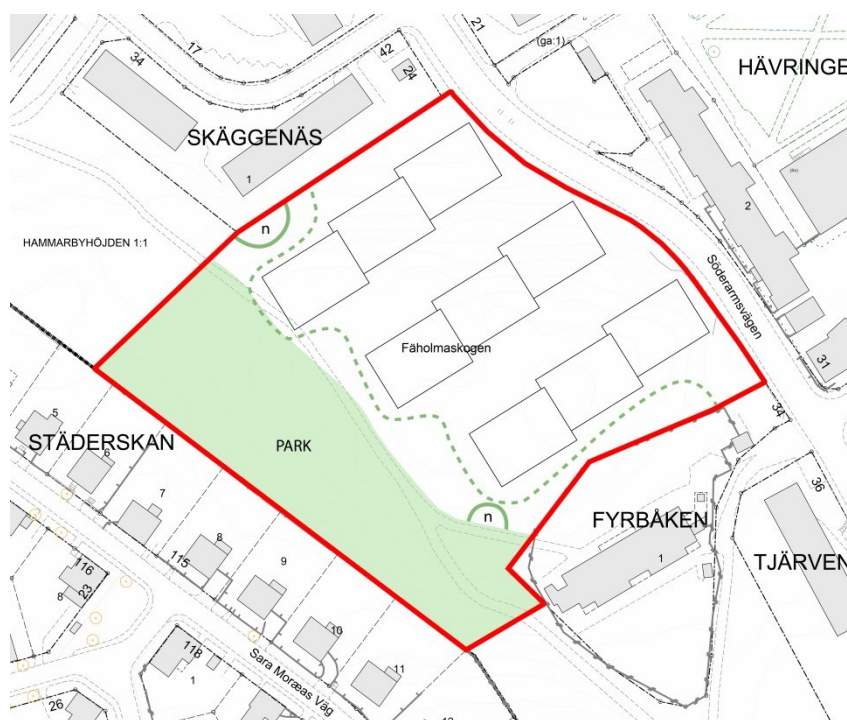 17
42
21
(ga:1)
HÄVRINGE
34
24
SKÄGGENÄS
1
2
n
HAMMARBYHÖJDEN 1:1
Söderarmsvägen
Fäholmaskogen
31
34
5
STÄDERSKAN
6
PARK
7
n
36
FYRBÅKEN
8
115
9
1
TJÄRVEN
116
23
8
10
118
Sara Moræas Väg
11
1
26
12